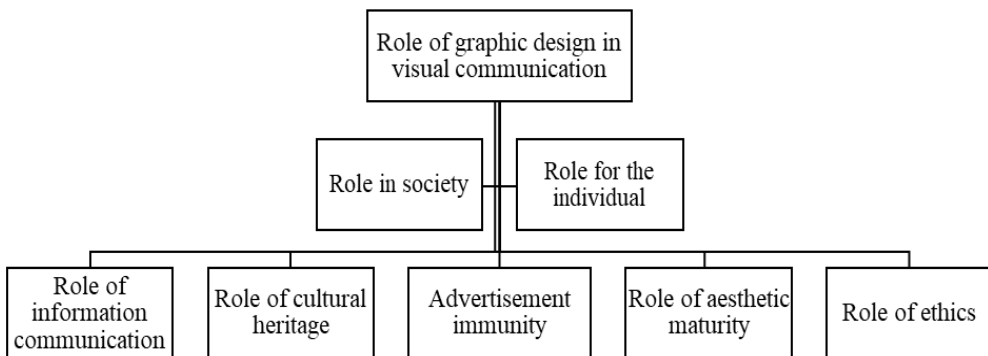 Role of graphic design in
visual communication
Role in society
Role for the
individual
Role of
information
communication
Role of cultural
heritage
Advertisement
immunity
Role of aesthetic
maturity
Role of ethics